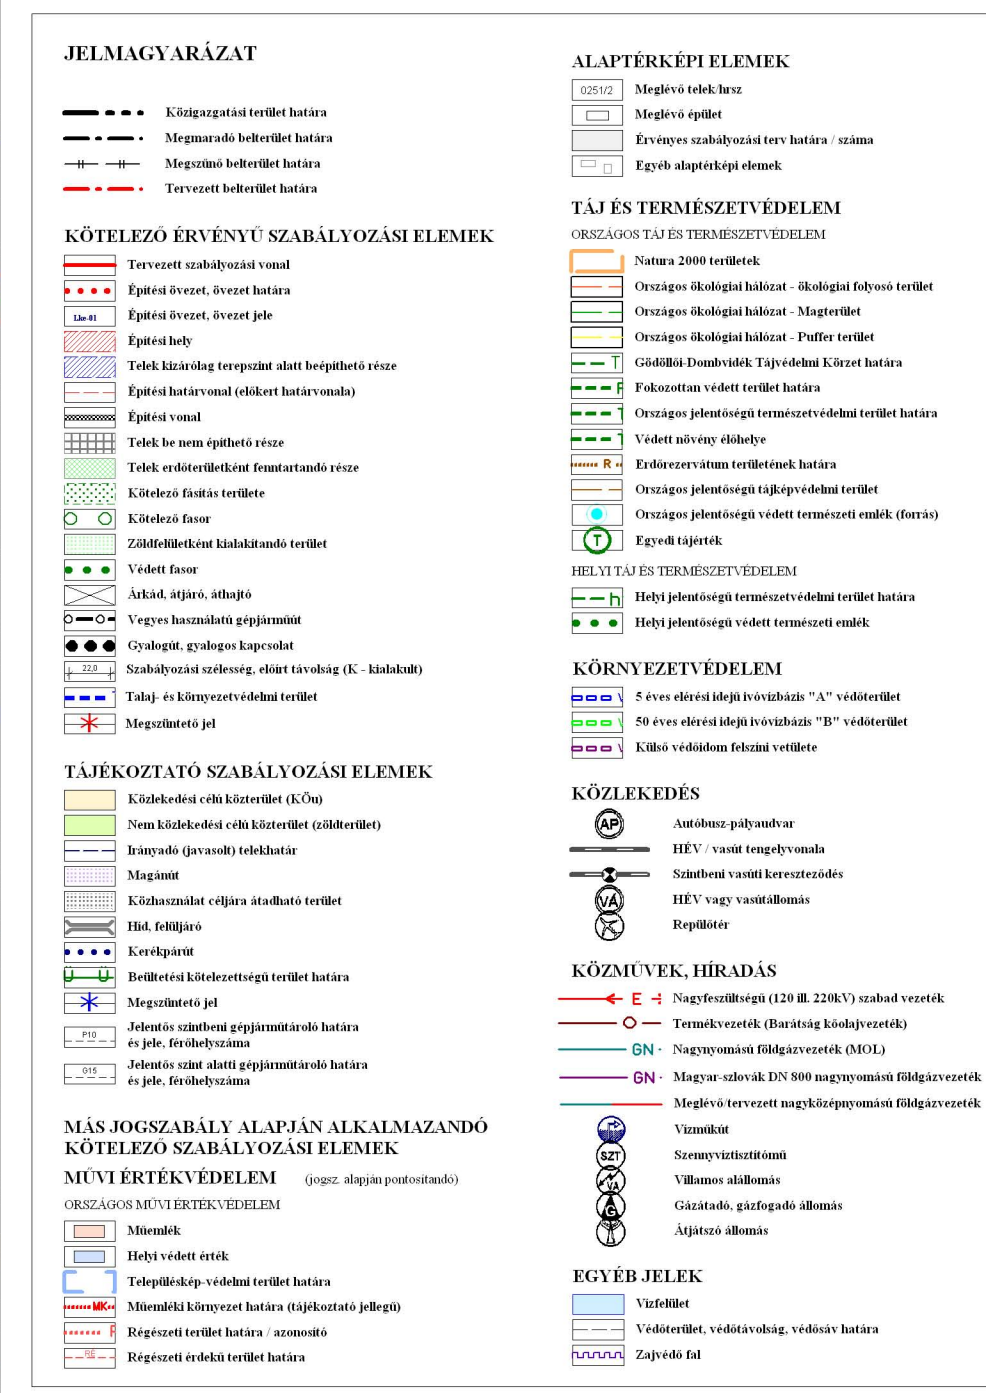 JELMAGYARÁZAT
Közigazgatási terület határa
Megmaradó belterület határa
Megszűnő belterület határa
Tervezett belterület határa
KÖTELEZŐ ÉRVÉNYŰ SZABÁLYOZÁSI ELEMEK
Tervezett szabályozási vonal
Építési övezet, övezet határa
Lke-01 Építési övezet, övezet jele
Építési hely
Telek kizárólag terepszint alatt beépíthető része
Építési határvonal (előkert határvonala)
Építési vonal
Telek be nem építhető része
Telek erdőterületként fenntartandó része
Kötelező fásítás területe
Kötelező fasor
Zöldfelületként kialakítandó terület
Védett fasor
Árkád, átjáró, áthajtó
Vegyes használatú gépjárműút
Gyalogút, gyalogos kapcsolat
22,0 Szabályozási szélesség, előírt távolság (K - kialakult)
Talaj- és környezetvédelmi terület
Megszüntető jel
TÁJÉKOZTATÓ SZABÁLYOZÁSI ELEMEK
Közlekedési célú közterület (KÖu)
Nem közlekedési célú közterület (zöldterület)
Irányadó (javasolt) telekhatár
Magánút
Közhasználat céljára átadható terület
Híd, felüljáró
Kerékpárút
Ü Ü Beültetési kötelezettségű terület határa
Megszüntető jel
P10 Jelentős szintbeni gépjárműtároló határa
és jele, férőhelyszáma
G15 Jelentős szint alatti gépjárműtároló határa
és jele, férőhelyszáma
MÁS JOGSZABÁLY ALAPJÁN ALKALMAZANDÓ
KÖTELEZŐ SZABÁLYOZÁSI ELEMEK
MŰVI ÉRTÉKVÉDELEM (jogsz. alapján pontosítandó)
ORSZÁGOS MŰVI ÉRTÉKVÉDELEM
Műemlék
Helyi védett érték
Településkép-védelmi terület határa
MK Műemléki környezet határa (tájékoztató jellegű)
Régészeti terület határa / azonosító
RÉ Régészeti érdekű terület határa
ALAPTÉRKÉPI ELEMEK
0251/2 Meglévő telek/hrsz
Meglévő épület
Érvényes szabályozási terv határa / száma
Egyéb alaptérképi elemek
TÁJ ÉS TERMÉSZETVÉDELEM
ORSZÁGOS TÁJ ÉS TERMÉSZETVÉDELEM
Natura 2000 területek
Országos ökológiai hálózat - ökológiai folyosó terület
Országos ökológiai hálózat - Magterület
Országos ökológiai hálózat - Puffer terület
T Gödöllői-Dombvidék Tájvédelmi Körzet határa
Fokozottan védett terület határa
Országos jelentőségű természetvédelmi terület határa
Védett növény élőhelye
R Erdőrezervátum területének határa
Országos jelentőségű tájképvédelmi terület
Országos jelentőségű védett természeti emlék (forrás)
T Egyedi tájérték
HELYI TÁJ ÉS TERMÉSZETVÉDELEM
h Helyi jelentőségű természetvédelmi terület határa
Helyi jelentőségű védett természeti emlék
KÖRNYEZETVÉDELEM
5 éves elérési idejű ivóvízbázis "A" védőterület
50 éves elérési idejű ivóvízbázis "B" védőterület
Külső védőidom felszíni vetülete
KÖZLEKEDÉS
AP Autóbusz-pályaudvar
HÉV / vasút tengelyvonala
Szintbeni vasúti kereszteződés
VÁ HÉV vagy vasútállomás
Repülőtér
KÖZMŰVEK, HÍRADÁS
E Nagyfeszültségű (120 ill. 220kV) szabad vezeték
Termékvezeték (Barátság kőolajvezeték)
GN Nagynyomású földgázvezeték (MOL)
GN Magyar-szlovák DN 800 nagynyomású földgázvezeték
Meglévő/tervezett nagyközépnyomású földgázvezeték
Vízműkút
SZT Szennyvíztisztítómű
VA Villamos alállomás
G Gázátadó, gázfogadó állomás
Átjátszó állomás
EGYÉB JELEK
Vízfelület
Védőterület, védőtávolság, védősáv határa
Zajvédő fal